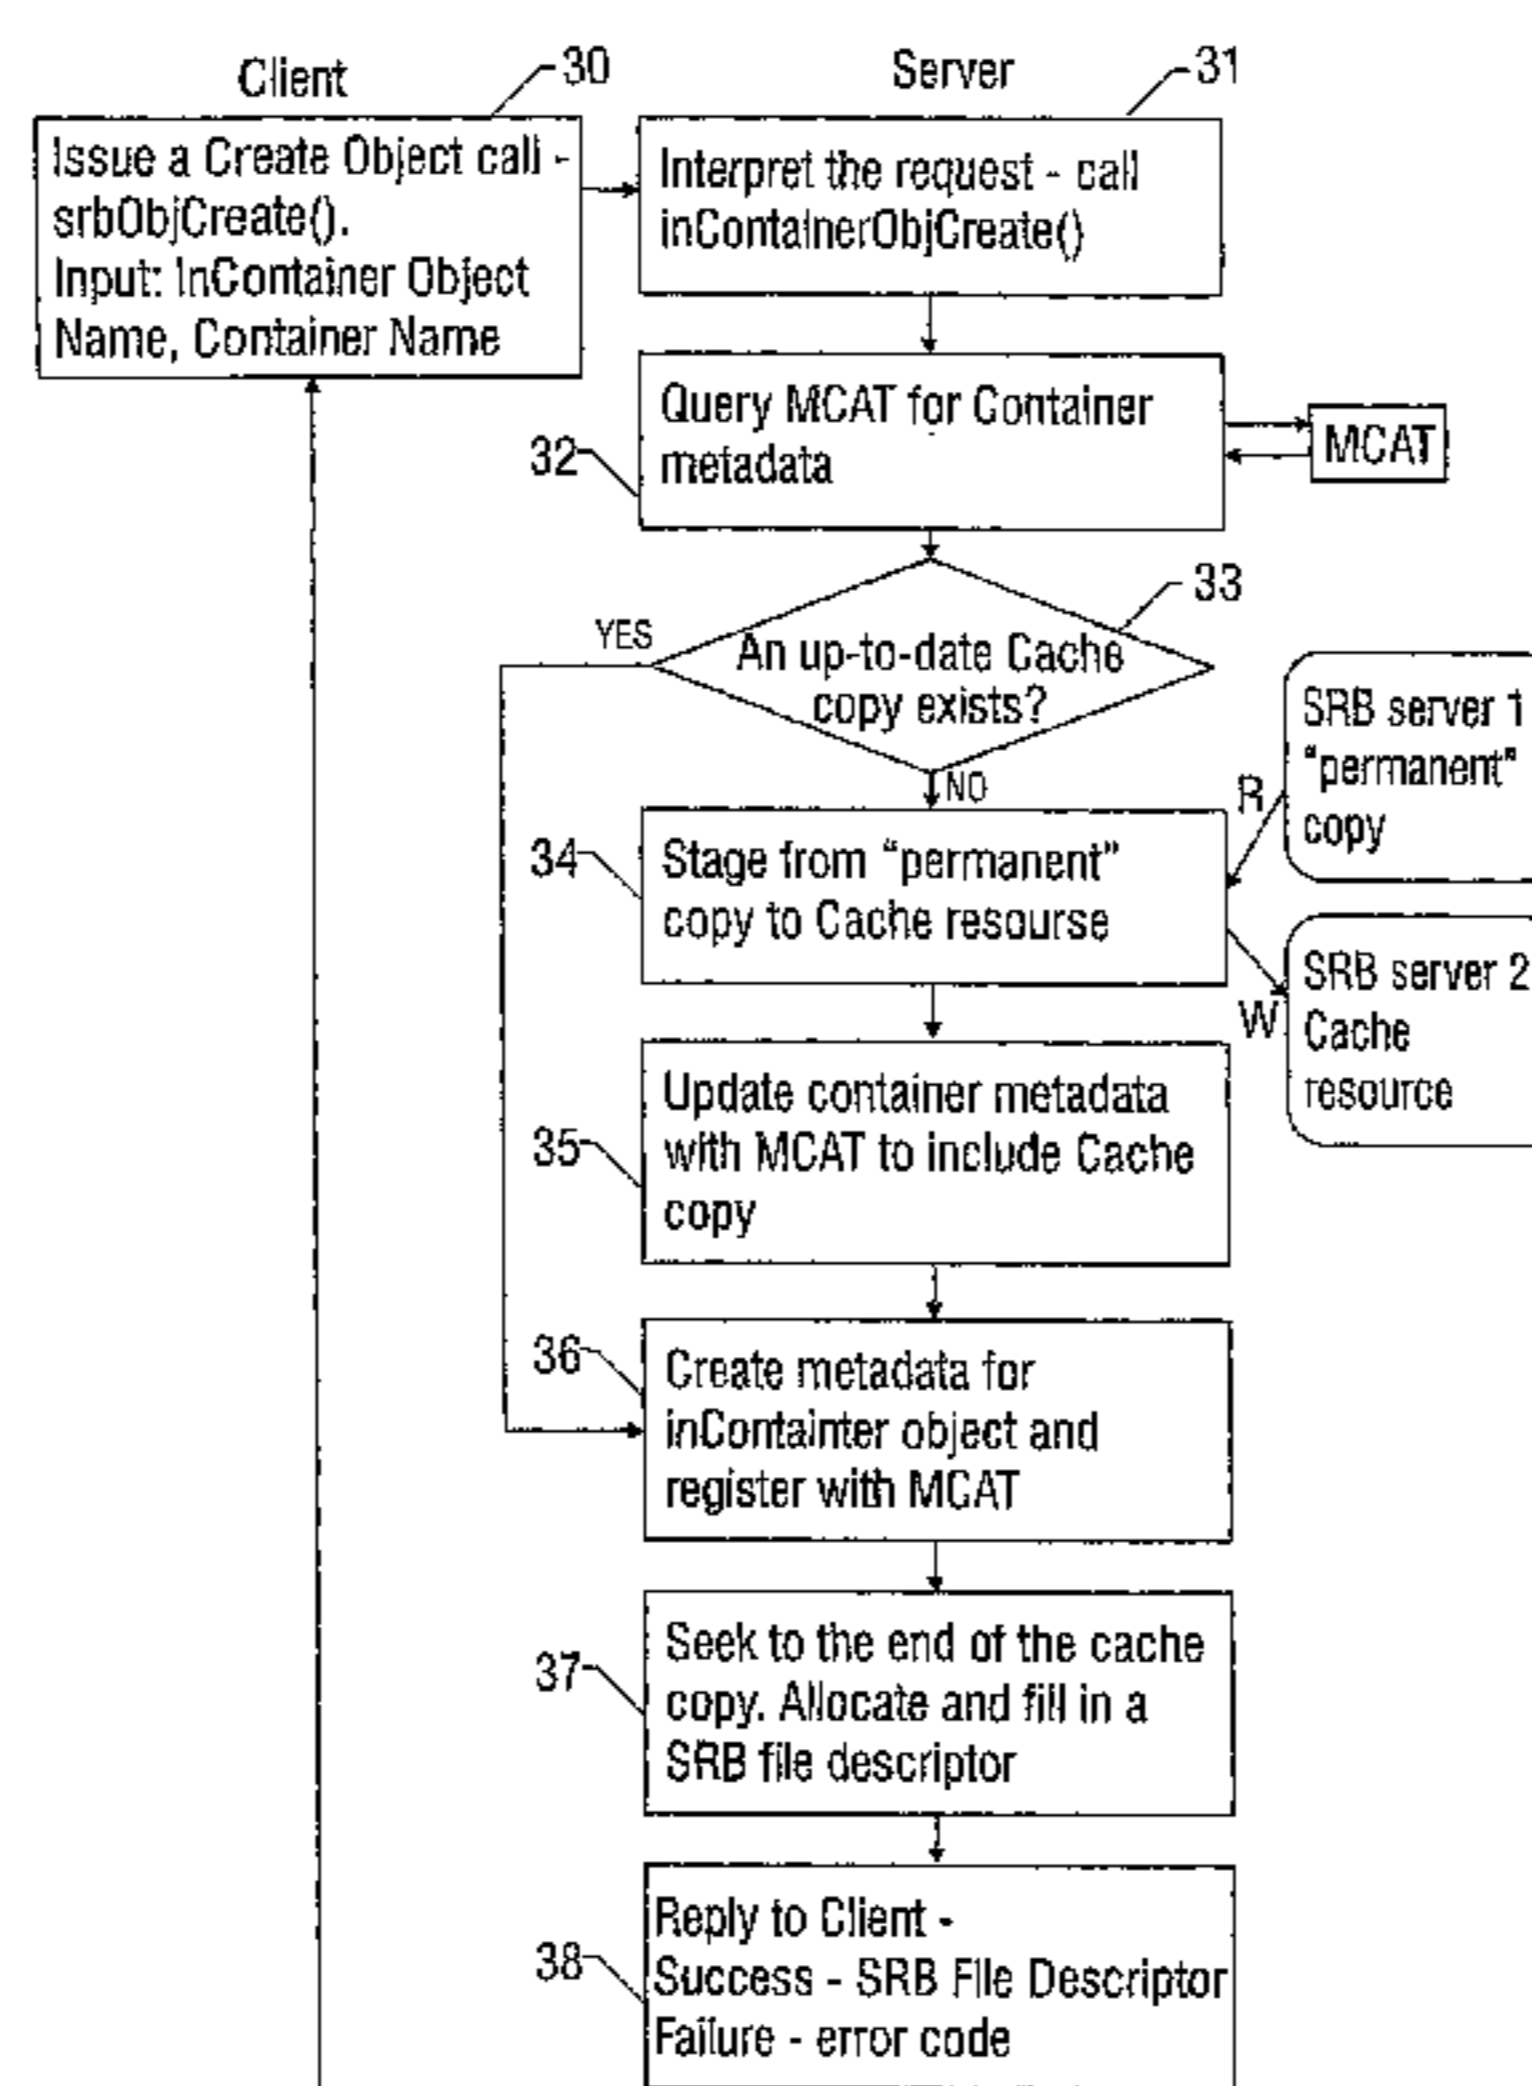 Client
30
Server
31
Issue a Create Object call -
srbObjCreate().
Input: InContainer Object
Name, Container Name
Interpret the request - call
inContainerObjCreate()
Query MCAT for Container
metadata
32
MCAT
33
YES
An up-to-date Cache
copy exists?
NO
SRB server 1
"permanent"
copy
R
34
Stage from “permanent”
copy to Cache resourse
SRB server 2
Cache
resource
W
35
Update container metadata
with MCAT to include Cache
copy
36
Create metadata for
inContainter object and
register with MCAT
37
Seek to the end of the cache
copy. Allocate and fill in a
SRB file descriptor
38
Reply to Client -
Success - SRB File Descriptor
Failure - error code